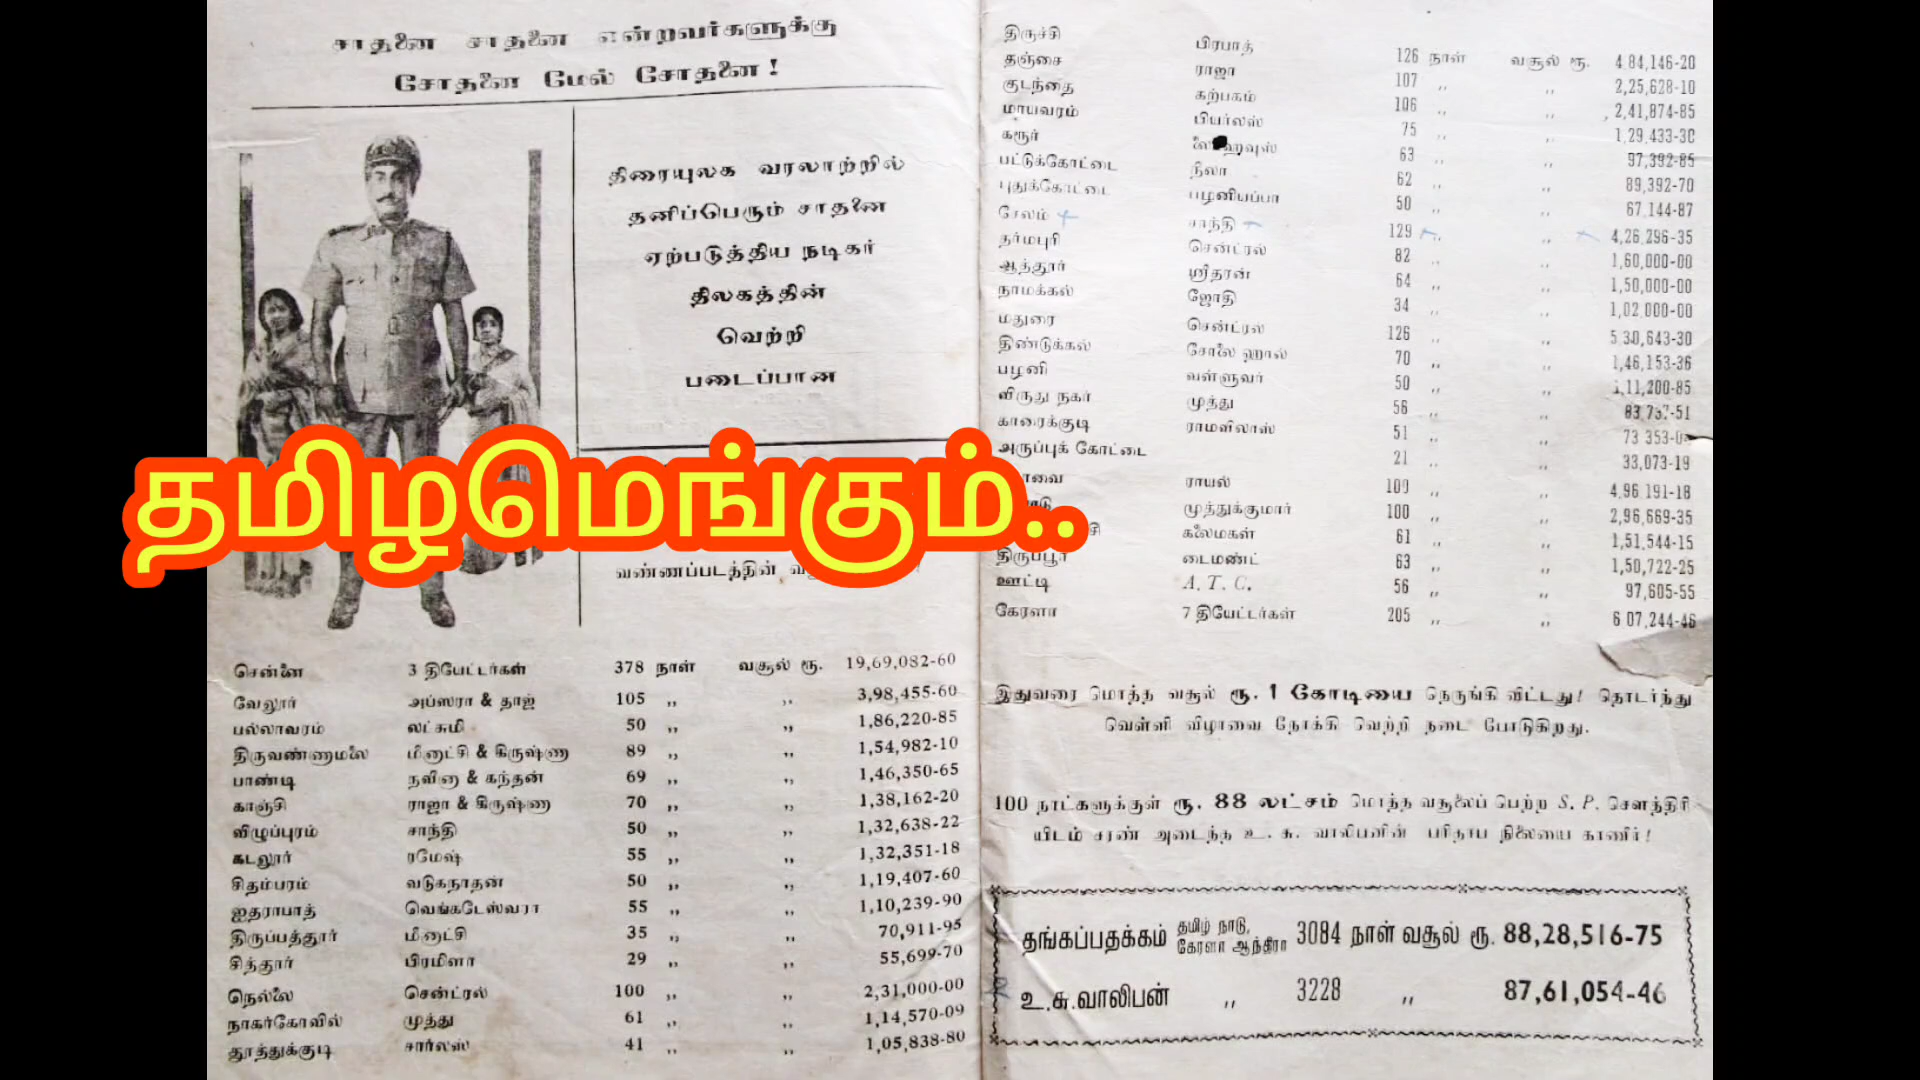 சாதனை சாதனை என்றவர்களுக்கு
சோதனை மேல் சோதனை!
திரையுலக வரலாற்றில்
தனிப்பெரும் சாதனை
ஏற்படுத்திய நடிகர்
திலகத்தின்
வெற்றி
படைப்பான
தமிழமெங்கும்..
வண்ணப்படத்தின்
சென்னை 3 தியேட்டர்கள் 378 நாள் வசூல் ரூ. 19,69,082-60
வேலூர் அப்ஸரா & தாஜ் 105 ,, ,, 3,98,455-60
பல்லாவரம் லட்சுமி 50 ,, ,, 1,86,220-85
திருவண்ணாமலை மீனாட்சி & கிருஷ்ணா 89 ,, ,, 1,54,982-10
பாண்டி நவீனா & கந்தன் 69 ,, ,, 1,46,350-65
காஞ்சி ராஜா & கிருஷ்ணா 70 ,, ,, 1,38,162-20
விழுப்புரம் சாந்தி 50 ,, ,, 1,32,638-22
கடலூர் ரமேஷ் 55 ,, ,, 1,32,351-18
சிதம்பரம் வடுகநாதன் 50 ,, ,, 1,19,407-60
ஐதராபாத் வெங்கடேஸ்வரா 55 ,, ,, 1,10,239-90
திருப்பத்தூர் மீனாட்சி 35 ,, ,, 70,911-95
சித்தூர் பிரமிளா 29 ,, ,, 55,699-70
நெல்லை சென்ட்ரல் 100 ,, ,, 2,31,000-00
நாகர்கோவில் முத்து 61 ,, ,, 1,14,570-09
தூத்துக்குடி சார்லஸ் 41 ,, ,, 1,05,838-80
திருச்சி பிரபாத் 126 நாள் வசூல் ரூ. 4,84,146-20
தஞ்சை ராஜா 107 ,, ,, 2,25,628-10
குடந்தை கற்பகம் 106 ,, ,, 2,41,874-85
மாயவரம் பியர்லஸ் 75 ,, ,, 1,29,433-30
கரூர் 63 ,, ,, 97,392-85
பட்டுக்கோட்டை நீலா 62 ,, ,, 89,392-70
புதுக்கோட்டை பழனியப்பா 50 ,, ,, 67,144-87
சேலம் சாந்தி 129 ,, ,, 4,26,296-35
தர்மபுரி சென்ட்ரல் 82 ,, ,, 1,60,000-00
ஆத்தூர் ஸ்ரீதரன் 64 ,, ,, 1,50,000-00
நாமக்கல் ஜோதி 34 ,, ,, 1,02,000-00
மதுரை சென்ட்ரல 126 ,, ,, 5,30,643-30
திண்டுக்கல் சோலை ஹால் 70 ,, ,, 1,46,153-36
பழனி வள்ளுவர் 50 ,, ,, 1,11,200-85
விருது நகர் முத்து 56 ,, ,, 83,737-51
காரைக்குடி ராமவிலாஸ் 51 ,, ,, 73 353-0
அருப்புக் கோட்டை 21 ,, ,, 33,073-19
ராயல் 109 ,, ,, 4,96,191-18
முத்துக்குமார் 100 ,, ,, 2,96,669-35
கலைமகள் 61 ,, ,, 1,51,544-15
திருப்பூர் டைமண்ட் 63 ,, ,, 1,50,722-25
ஊட்டி A. T. C. 56 ,, ,, 97,605-55
கேரளா 7 தியேட்டர்கள் 205 ,, ,, 6 07,244-46
இதுவரை மொத்த வசூல் ரூ. 1 கோடியை நெருங்கி விட்டது! தொடர்ந்து
வெள்ளி விழாவை நோக்கி வெற்றி நடை போடுகிறது.
100 நாட்களுக்குள் ரூ. 88 லட்சம் மொத்த வசூலைப் பெற்ற S. P. சௌத்திரி
யிடம் சரண் அடைந்த உ. சு. வாலிபனின் பரிதாப நிலையை காணீர்!
தங்கப்பதக்கம் தமிழ் நாடு, கேரளா ஆந்திரா 3084 நாள் வசூல் ரூ. 88,28,516-75
உ.சு.வாலிபன் ,, 3228 ,, 87,61,054-46